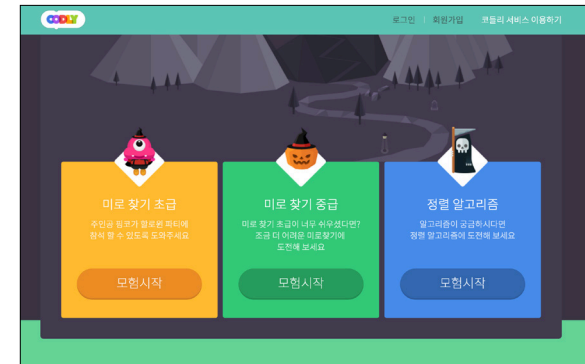 COODLY
로그인 | 회원가입 코들리 서비스 이용하기
미로 찾기 초급
주인공 핑코가 할로윈 파티에
참석 할 수 있도록 도와주세요
모험시작
미로 찾기 중급
미로 찾기 초급이 너무 쉬우셨다면?
조금 더 어려운 미로찾기에
도전해 보세요
모험시작
정렬 알고리즘
알고리즘이 궁금하시다면
정렬 알고리즘에 도전해 보세요
모험시작